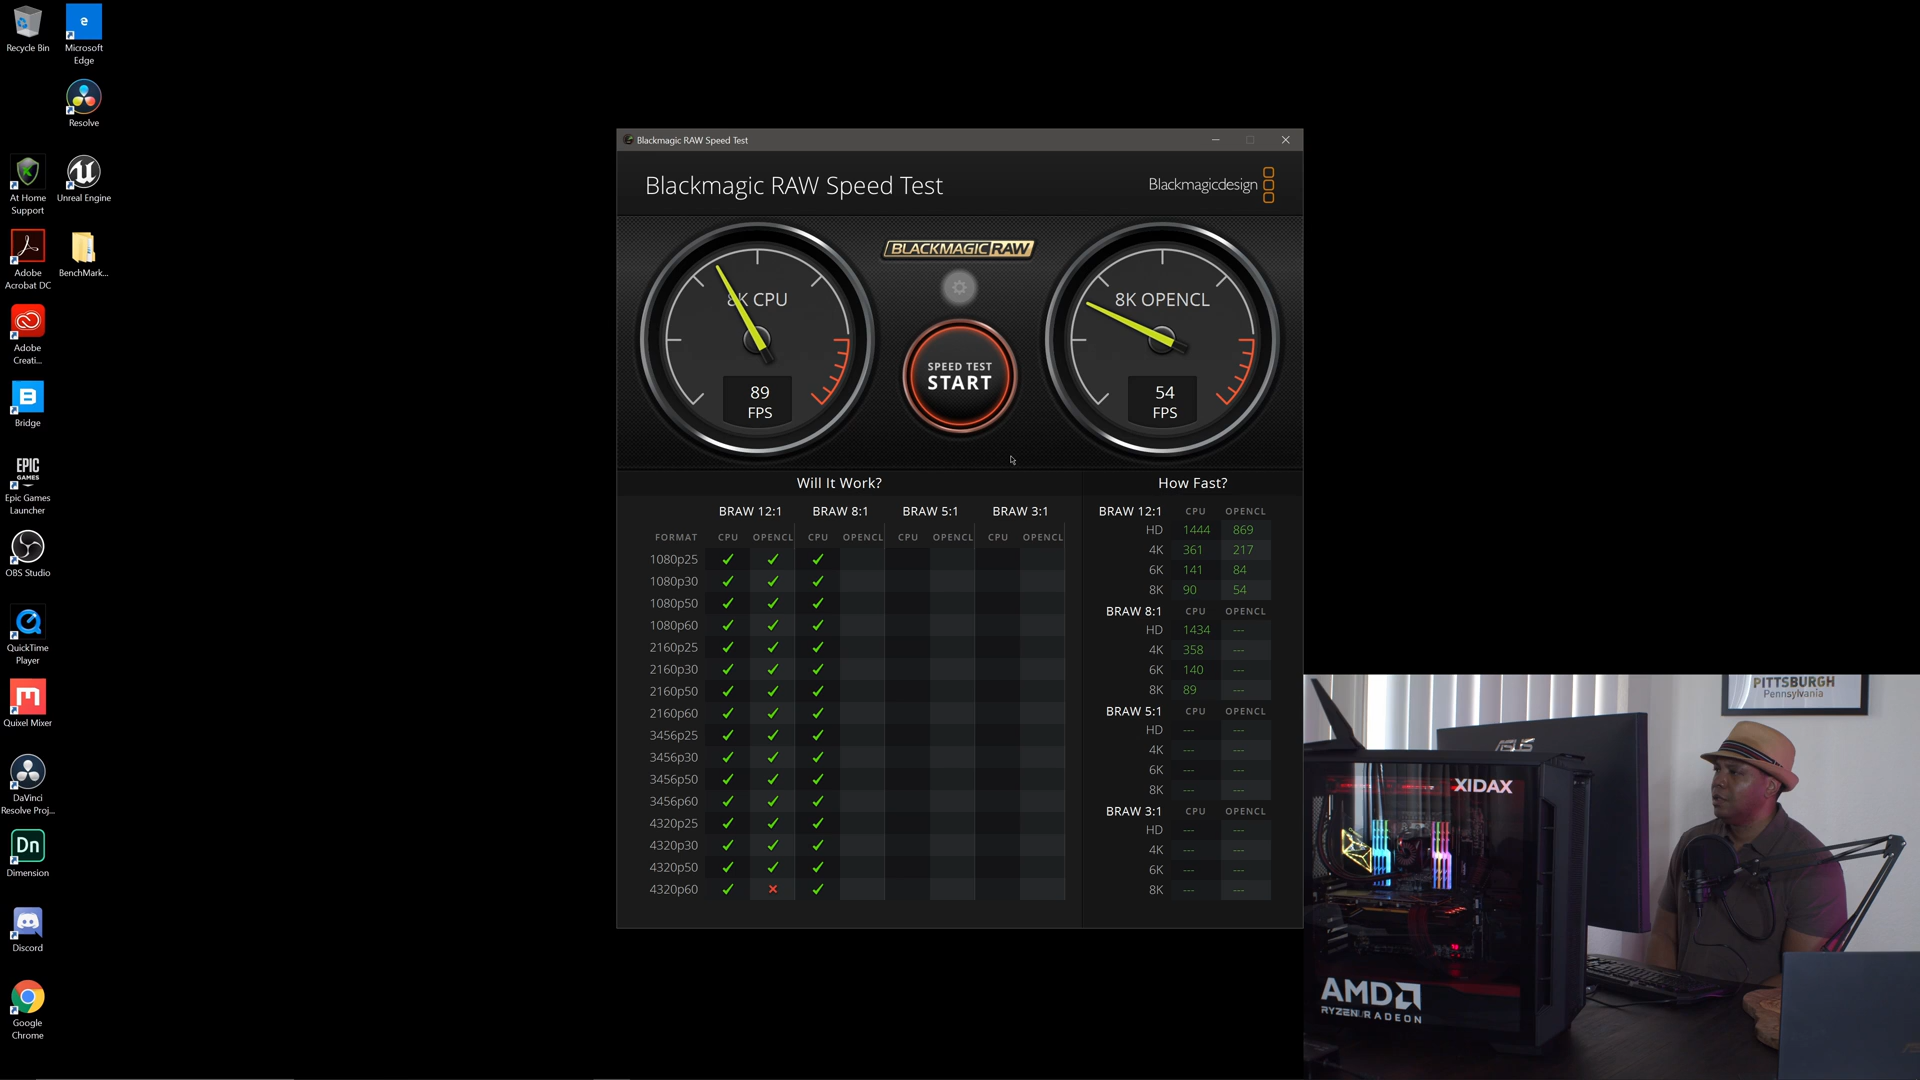 Recycle Bin
Microsoft
Edge
Resolve
At Home
Support
Unreal Engine
Adobe
Acrobat DC
BenchMark...
Adobe
Creati...
Bridge
EPIC
GAMES
Epic Games
Launcher
OBS Studio
QuickTime
Player
Quixel Mixer
DaVinci
Resolve Proj...
Dn
Dimension
Discord
Google
Chrome
Blackmagic RAW Speed Test
Blackmagic RAW Speed Test
Blackmagicdesign
BLACKMAGIC RAW
8K CPU
89
FPS
SPEED TEST
START
8K OPENCL
54
FPS
Will It Work?
BRAW 12:1 BRAW 8:1 BRAW 5:1 BRAW 3:1
FORMAT CPU OPENCL CPU OPENCL CPU OPENCL CPU OPENCL
1080p25
1080p30
1080p50
1080p60
2160p25
2160p30
2160p50
2160p60
3456p25
3456p30
3456p50
3456p60
4320p25
4320p30
4320p50
4320p60
How Fast?
BRAW 12:1 CPU OPENCL
HD 1444 869
4K 361 217
6K 141 84
8K 90 54
BRAW 8:1 CPU OPENCL
HD 1434 ---
4K 358 ---
6K 140 ---
8K 89 ---
BRAW 5:1 CPU OPENCL
HD --- ---
4K --- ---
6K --- ---
8K --- ---
BRAW 3:1 CPU OPENCL
HD --- ---
4K --- ---
6K --- ---
8K --- ---
PITTSBURGH
Pennsylvania
ASUS
XIDAX
AMD
RYZEN RADEON